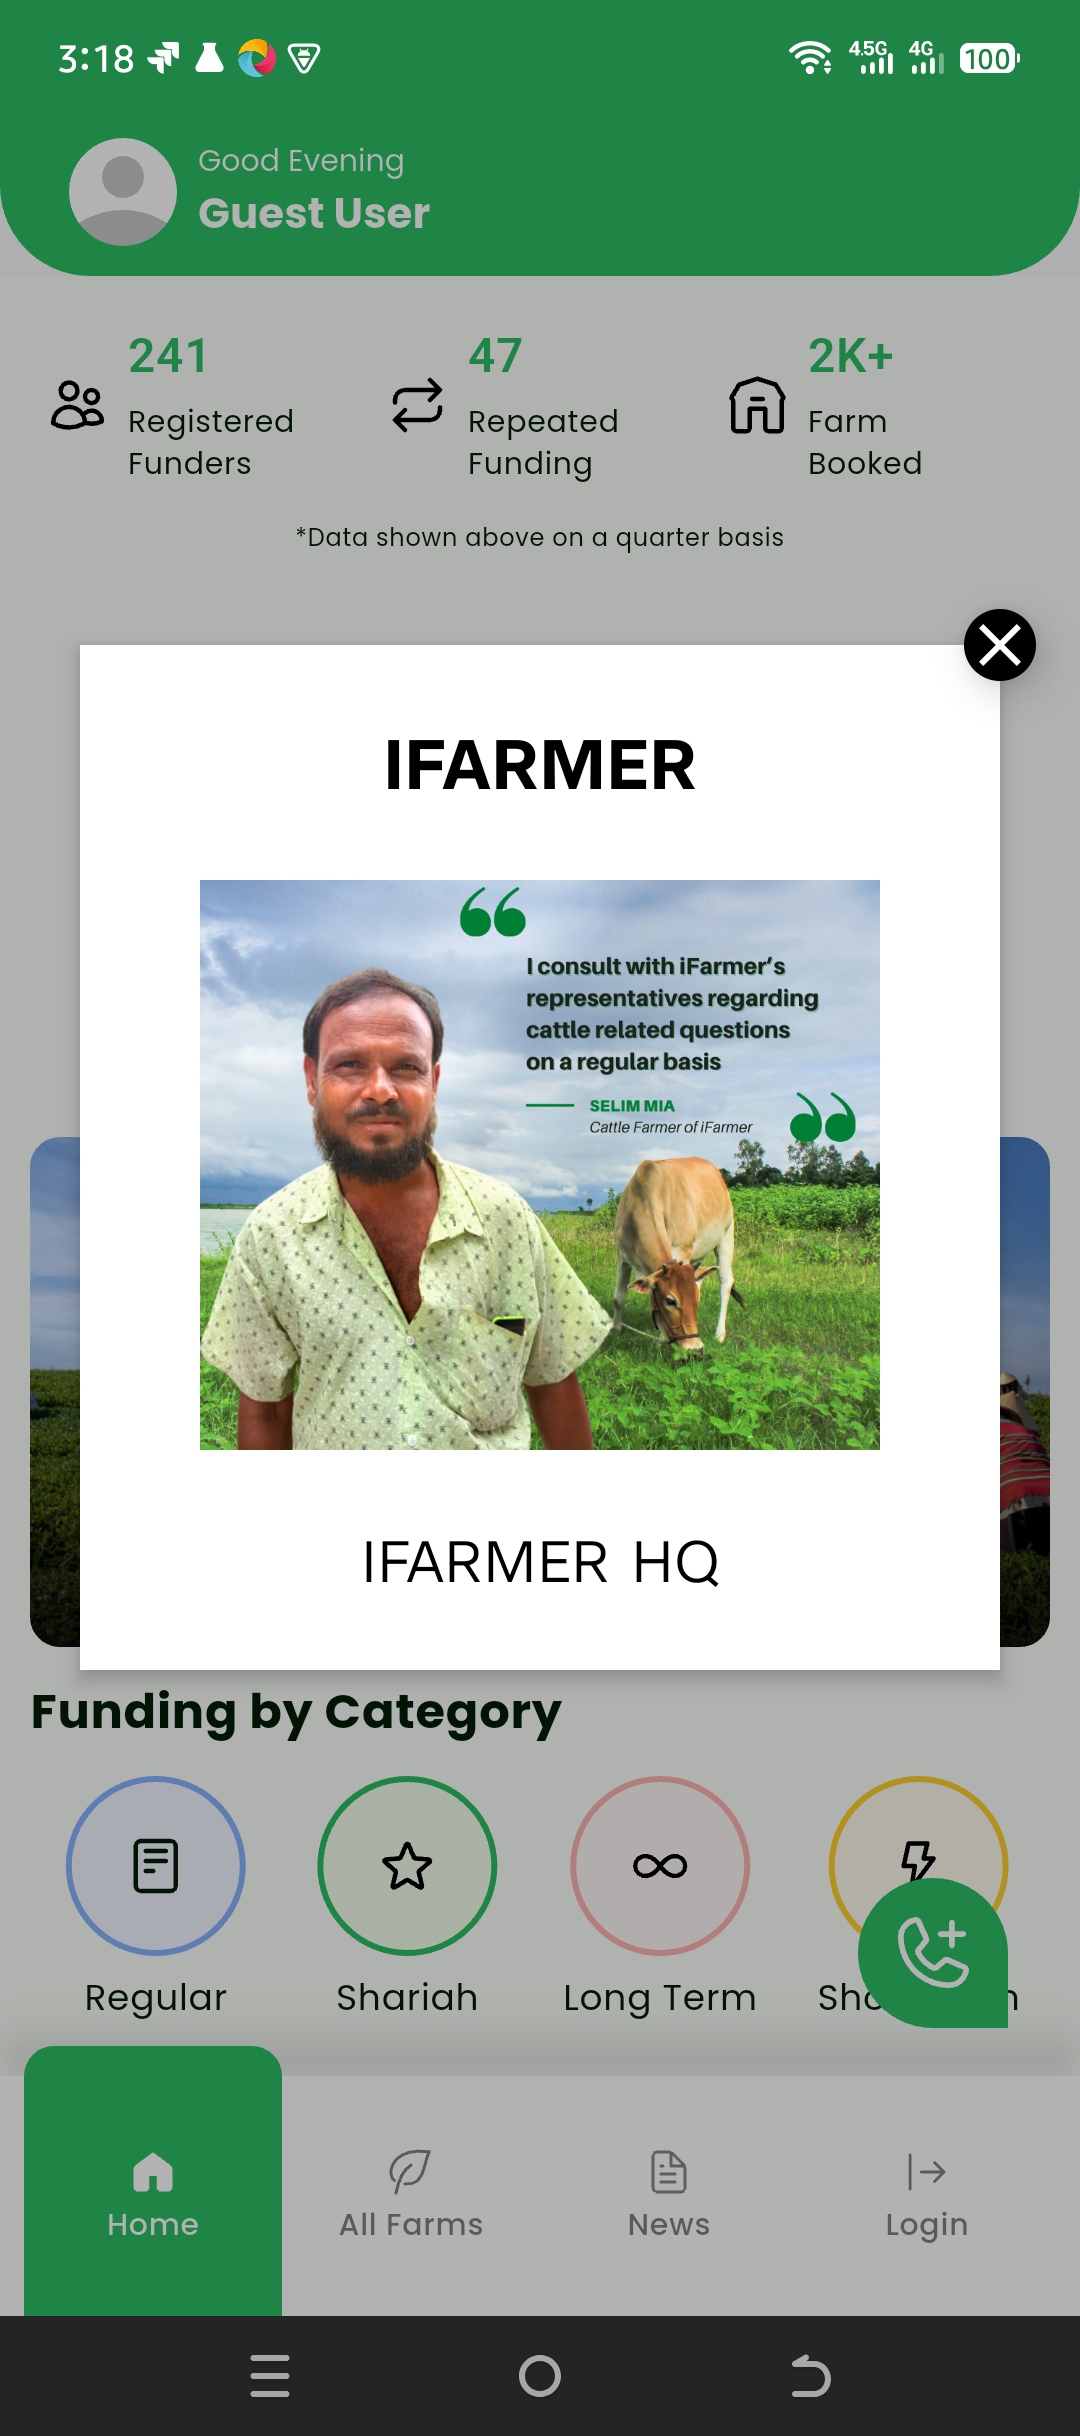 3:18
4.5G
4G
100
Good Evening
Guest User
241
Registered
Funders
47
Repeated
Funding
2K+
Farm
Booked
*Data shown above on a quarter basis
IFARMER
I consult with iFarmer's
representatives regarding
cattle related questions
on a regular basis
SELIM MIA
Cattle Farmer of iFarmer
IFARMER HQ
Funding by Category
Regular
Shariah
Long Term
Home
All Farms
News
Login